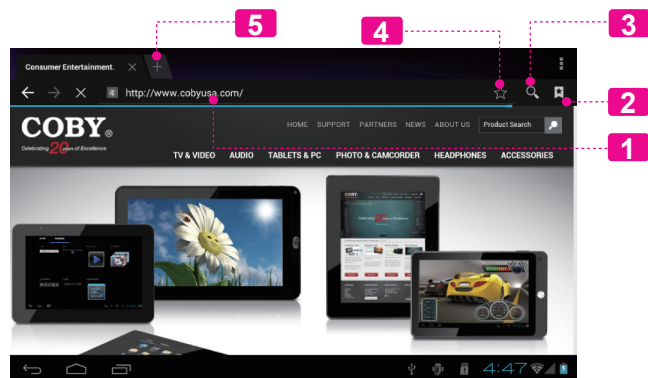 5
4
3
Consumer Entertainment.
http://www.cobyusa.com/
2
COBY®
Celebrating 20 years of Excellence
HOME SUPPORT PARTNERS NEWS ABOUT US Product Search
1
TV & VIDEO AUDIO TABLETS & PC PHOTO & CAMCORDER HEADPHONES ACCESSORIES
4:47